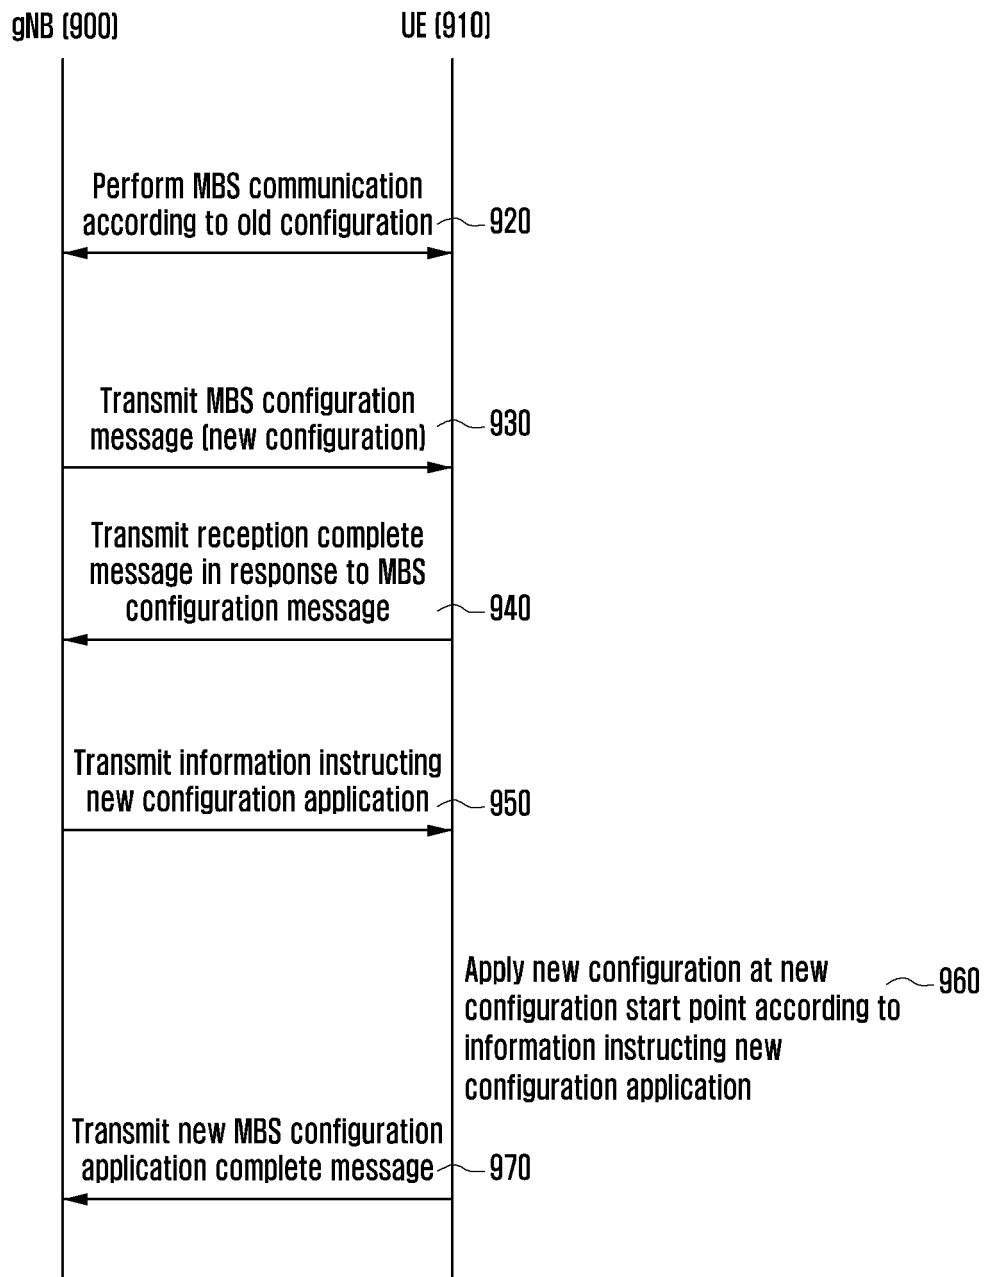 gNB (900)
UE (910)
Perform MBS communication
according to old configuration
920
Transmit MBS configuration
message (new configuration)
930
Transmit reception complete
message in response to MBS
configuration message
940
Transmit information instructing
new configuration application
950
Apply new configuration at new
configuration start point according to
information instructing new
configuration application
960
Transmit new MBS configuration
application complete message
970